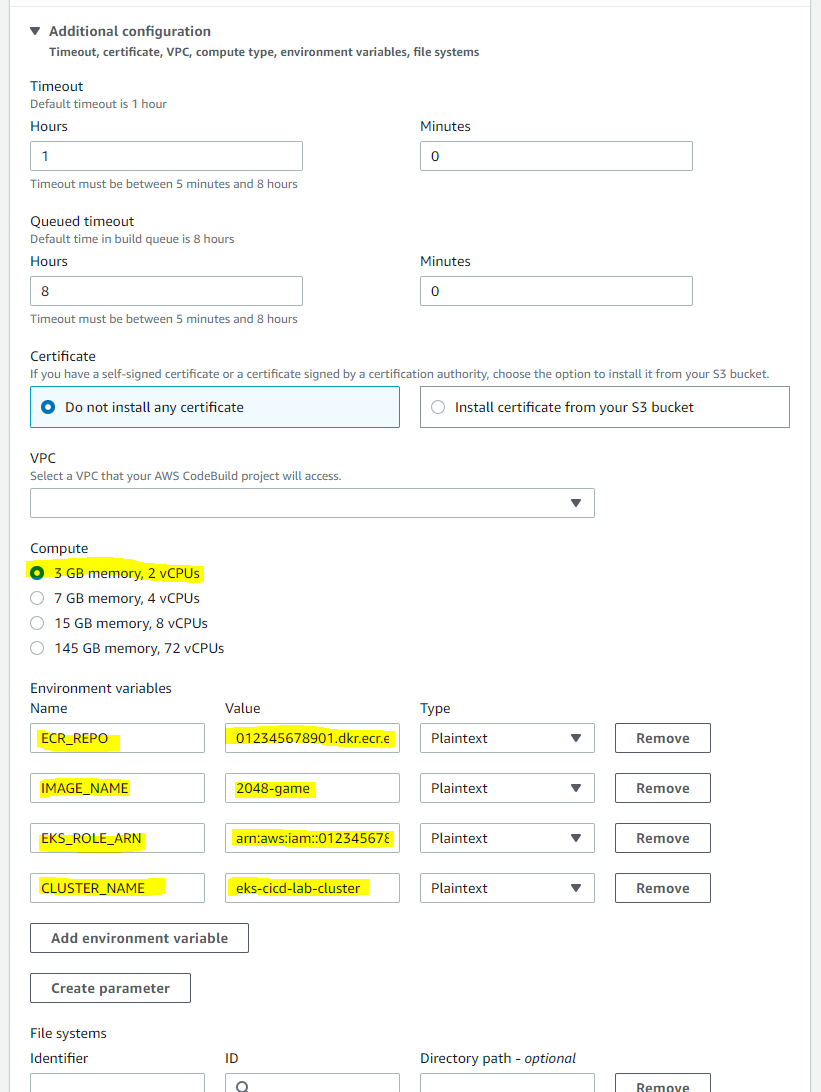 Additional configuration
Timeout, certificate, VPC, compute type, environment variables, file systems
Timeout
Default timeout is 1 hour
Hours Minutes
1 0
Timeout must be between 5 minutes and 8 hours
Queued timeout
Default time in build queue is 8 hours
Hours Minutes
8 0
Timeout must be between 5 minutes and 8 hours
Certificate
If you have a self-signed certificate or a certificate signed by a certification authority, choose the option to install it from your S3 bucket.
Do not install any certificate Install certificate from your S3 bucket
VPC
Select a VPC that your AWS CodeBuild project will access.
Compute
3 GB memory, 2 vCPUs
7 GB memory, 4 vCPUs
15 GB memory, 8 vCPUs
145 GB memory, 72 vCPUs
Environment variables
Name Value Type
ECR_REPO 012345678901.dkr.ecr.e Plaintext Remove
IMAGE_NAME 2048-game Plaintext Remove
EKS_ROLE_ARN arn:aws:iam::012345678 Plaintext Remove
CLUSTER_NAME eks-cicd-lab-cluster Plaintext Remove
Add environment variable
Create parameter
File systems
Identifier ID Directory path - optional
Remove